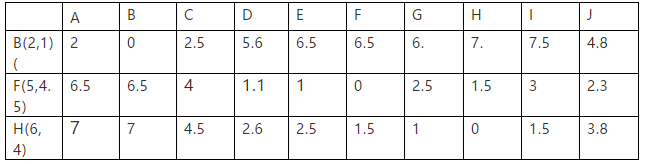 A B C D E F G H I J
B(2,1) 2 0 2.5 5.6 6.5 6.5 6. 7. 7.5 4.8
(
F(5,4. 6.5 6.5 4 1.1 1 0 2.5 1.5 3 2.3
5)
H(6, 7 7 4.5 2.6 2.5 1.5 1 0 1.5 3.8
4)